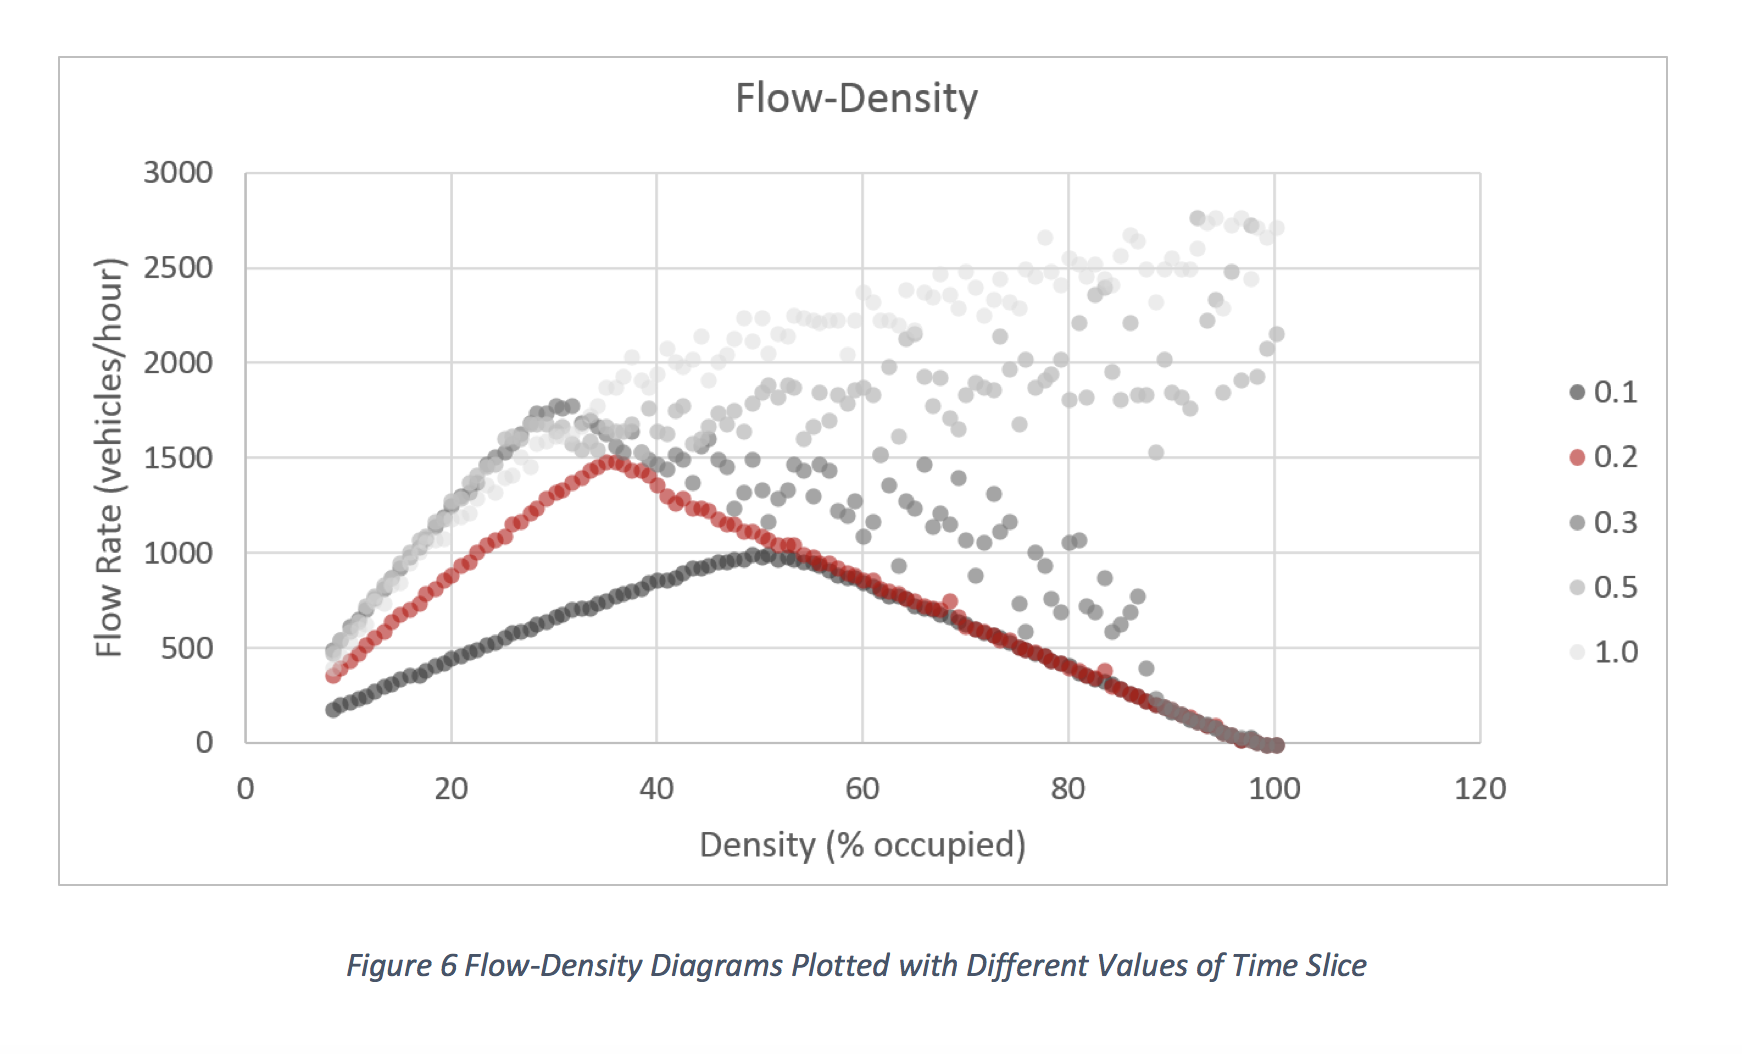 Flow-Density
3000
2500
2000
1500
1000
500
0
0 20 40 60 80 100 120
Flow Rate (vehicles/hour)
Density (% occupied)
0.1
0.2
0.3
0.5
1.0
Figure 6 Flow-Density Diagrams Plotted with Different Values of Time Slice